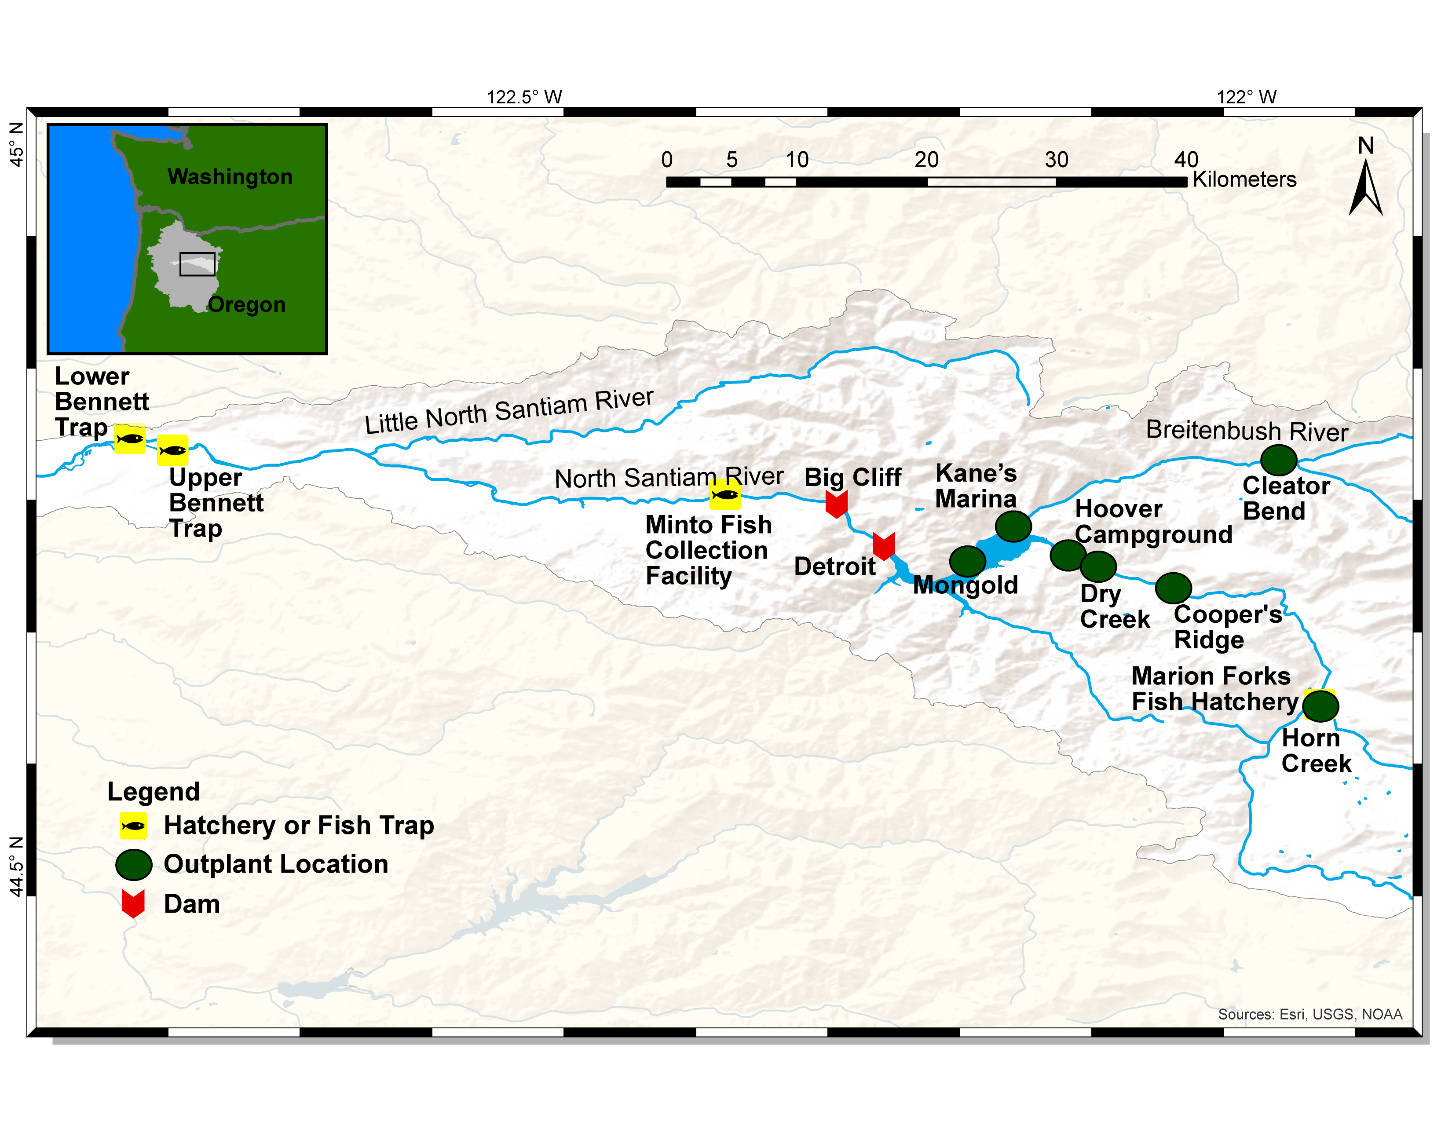 122.5° W
122° W
45° N
44.5° N
Washington
Oregon
0 5 10 20 30 40
Kilometers
N
Lower
Bennett
Trap
Upper
Bennett
Trap
Little North Santiam River
North Santiam River
Minto Fish
Collection
Facility
Big Cliff
Detroit
Kane's
Marina
Mongold
Breitenbush River
Cleator
Bend
Hoover
Campground
Dry
Creek
Cooper's
Ridge
Marion Forks
Fish Hatchery
Horn
Creek
Legend
Hatchery or Fish Trap
Outplant Location
Dam
Sources: Esri, USGS, NOAA